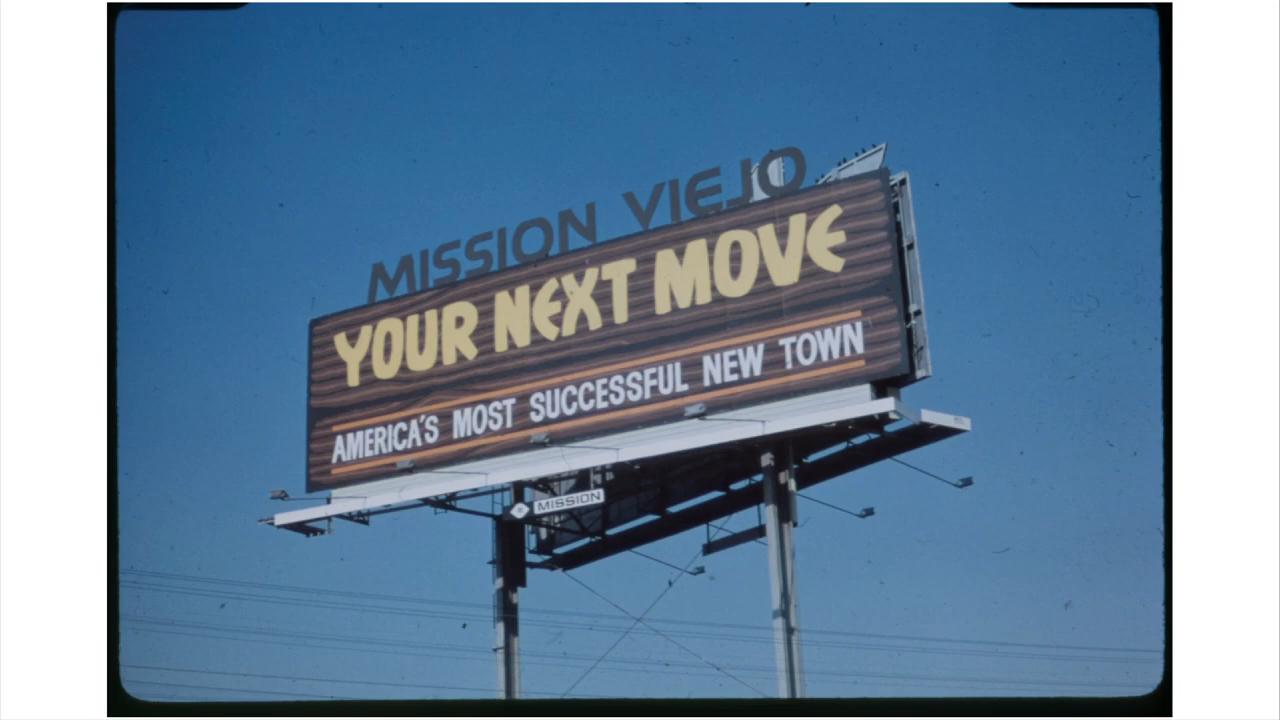 MISSION VIEJO
YOUR NEXT MOVE
AMERICA'S MOST SUCCESSFUL NEW TOWN
MISSION